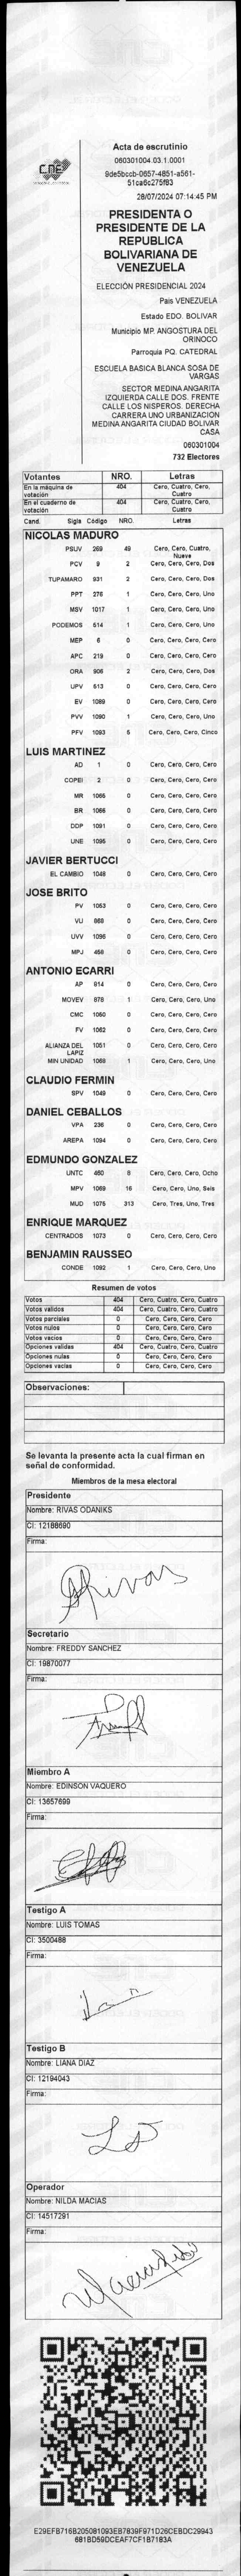 CNE
Acta de escrutinio
060301004.03.1.0001
9de5bccb-0657-4851-a561-
51ca6c275f83
28/07/2024 07:14:45 PM
PRESIDENTA O
PRESIDENTE DE LA
REPUBLICA
BOLIVARIANA DE
VENEZUELA
ELECCIÓN PRESIDENCIAL 2024
Pais VENEZUELA
Estado EDO. BOLIVAR
Municipio MP. ANGOSTURA DEL
ORINOCO
Parroquia PQ. CATEDRAL
ESCUELA BASICA BLANCA SOSA DE
VARGAS
SECTOR MEDINA ANGARITA
IZQUIERDA CALLE DOS. FRENTE
CALLE LOS NISPEROS. DERECHA
CARRERA UNO URBANIZACION
MEDINA ANGARITA CIUDAD BOLIVAR
CASA
060301004
732 Electores
Votantes NRO. Letras
En la máquina de votación 404 Cero, Cuatro, Cero, Cuatro
En el cuaderno de votación 404 Cero, Cuatro, Cero, Cuatro
Cand. Sigla Código NRO. Letras
NICOLAS MADURO
PSUV 269 49 Cero, Cero, Cuatro, Nueve
PCV 9 2 Cero, Cero, Cero, Dos
TUPAMARO 931 2 Cero, Cero, Cero, Dos
PPT 276 1 Cero, Cero, Cero, Uno
MSV 1017 1 Cero, Cero, Cero, Uno
PODEMOS 514 1 Cero, Cero, Cero, Uno
MEP 6 0 Cero, Cero, Cero, Cero
APC 219 0 Cero, Cero, Cero, Cero
ORA 906 2 Cero, Cero, Cero, Dos
UPV 513 0 Cero, Cero, Cero, Cero
EV 1089 0 Cero, Cero, Cero, Cero
PVV 1090 1 Cero, Cero, Cero, Uno
PFV 1093 5 Cero, Cero, Cero, Cinco
LUIS MARTINEZ
AD 1 0 Cero, Cero, Cero, Cero
COPEI 2 0 Cero, Cero, Cero, Cero
MR 1065 0 Cero, Cero, Cero, Cero
BR 1066 0 Cero, Cero, Cero, Cero
DDP 1091 0 Cero, Cero, Cero, Cero
UNE 1095 0 Cero, Cero, Cero, Cero
JAVIER BERTUCCI
EL CAMBIO 1048 0 Cero, Cero, Cero, Cero
JOSE BRITO
PV 1053 0 Cero, Cero, Cero, Cero
VU 868 0 Cero, Cero, Cero, Cero
UVV 1096 0 Cero, Cero, Cero, Cero
MPJ 458 0 Cero, Cero, Cero, Cero
ANTONIO ECARRI
AP 914 0 Cero, Cero, Cero, Cero
MOVEV 878 1 Cero, Cero, Cero, Uno
CMC 1050 0 Cero, Cero, Cero, Cero
FV 1062 0 Cero, Cero, Cero, Cero
ALIANZA DEL LAPIZ 1051 0 Cero, Cero, Cero, Cero
MIN UNIDAD 1068 1 Cero, Cero, Cero, Uno
CLAUDIO FERMIN
SPV 1049 0 Cero, Cero, Cero, Cero
DANIEL CEBALLOS
VPA 236 0 Cero, Cero, Cero, Cero
AREPA 1094 0 Cero, Cero, Cero, Cero
EDMUNDO GONZALEZ
UNTC 460 8 Cero, Cero, Cero, Ocho
MPV 1069 16 Cero, Cero, Uno, Seis
MUD 1075 313 Cero, Tres, Uno, Tres
ENRIQUE MARQUEZ
CENTRADOS 1073 0 Cero, Cero, Cero, Cero
BENJAMIN RAUSSEO
CONDE 1092 1 Cero, Cero, Cero, Uno
Resumen de votos
Votos 404 Cero, Cuatro, Cero, Cuatro
Votos validos 404 Cero, Cuatro, Cero, Cuatro
Votos parciales 0 Cero, Cero, Cero, Cero
Votos nulos 0 Cero, Cero, Cero, Cero
Votos vacios 0 Cero, Cero, Cero, Cero
Opciones validas 404 Cero, Cuatro, Cero, Cuatro
Opciones nulas 0 Cero, Cero, Cero, Cero
Opciones vacias 0 Cero, Cero, Cero, Cero
Observaciones:
Se levanta la presente acta la cual firman en
señal de conformidad.
Miembros de la mesa electoral
Presidente
Nombre: RIVAS ODANIKS
CI: 12188690
Firma:
Rivas
Secretario
Nombre: FREDDY SANCHEZ
CI: 19870077
Firma:
Miembro A
Nombre: EDINSON VAQUERO
CI: 13657699
Firma:
Testigo A
Nombre: LUIS TOMAS
CI: 3500488
Firma:
Testigo B
Nombre: LIANA DIAZ
CI: 12194043
Firma:
Operador
Nombre: NILDA MACIAS
CI: 14517291
Firma:
E29EFB716B205081093EB7839F971D26CEBDC29943
681BD59DCEAF7CF1B7183A